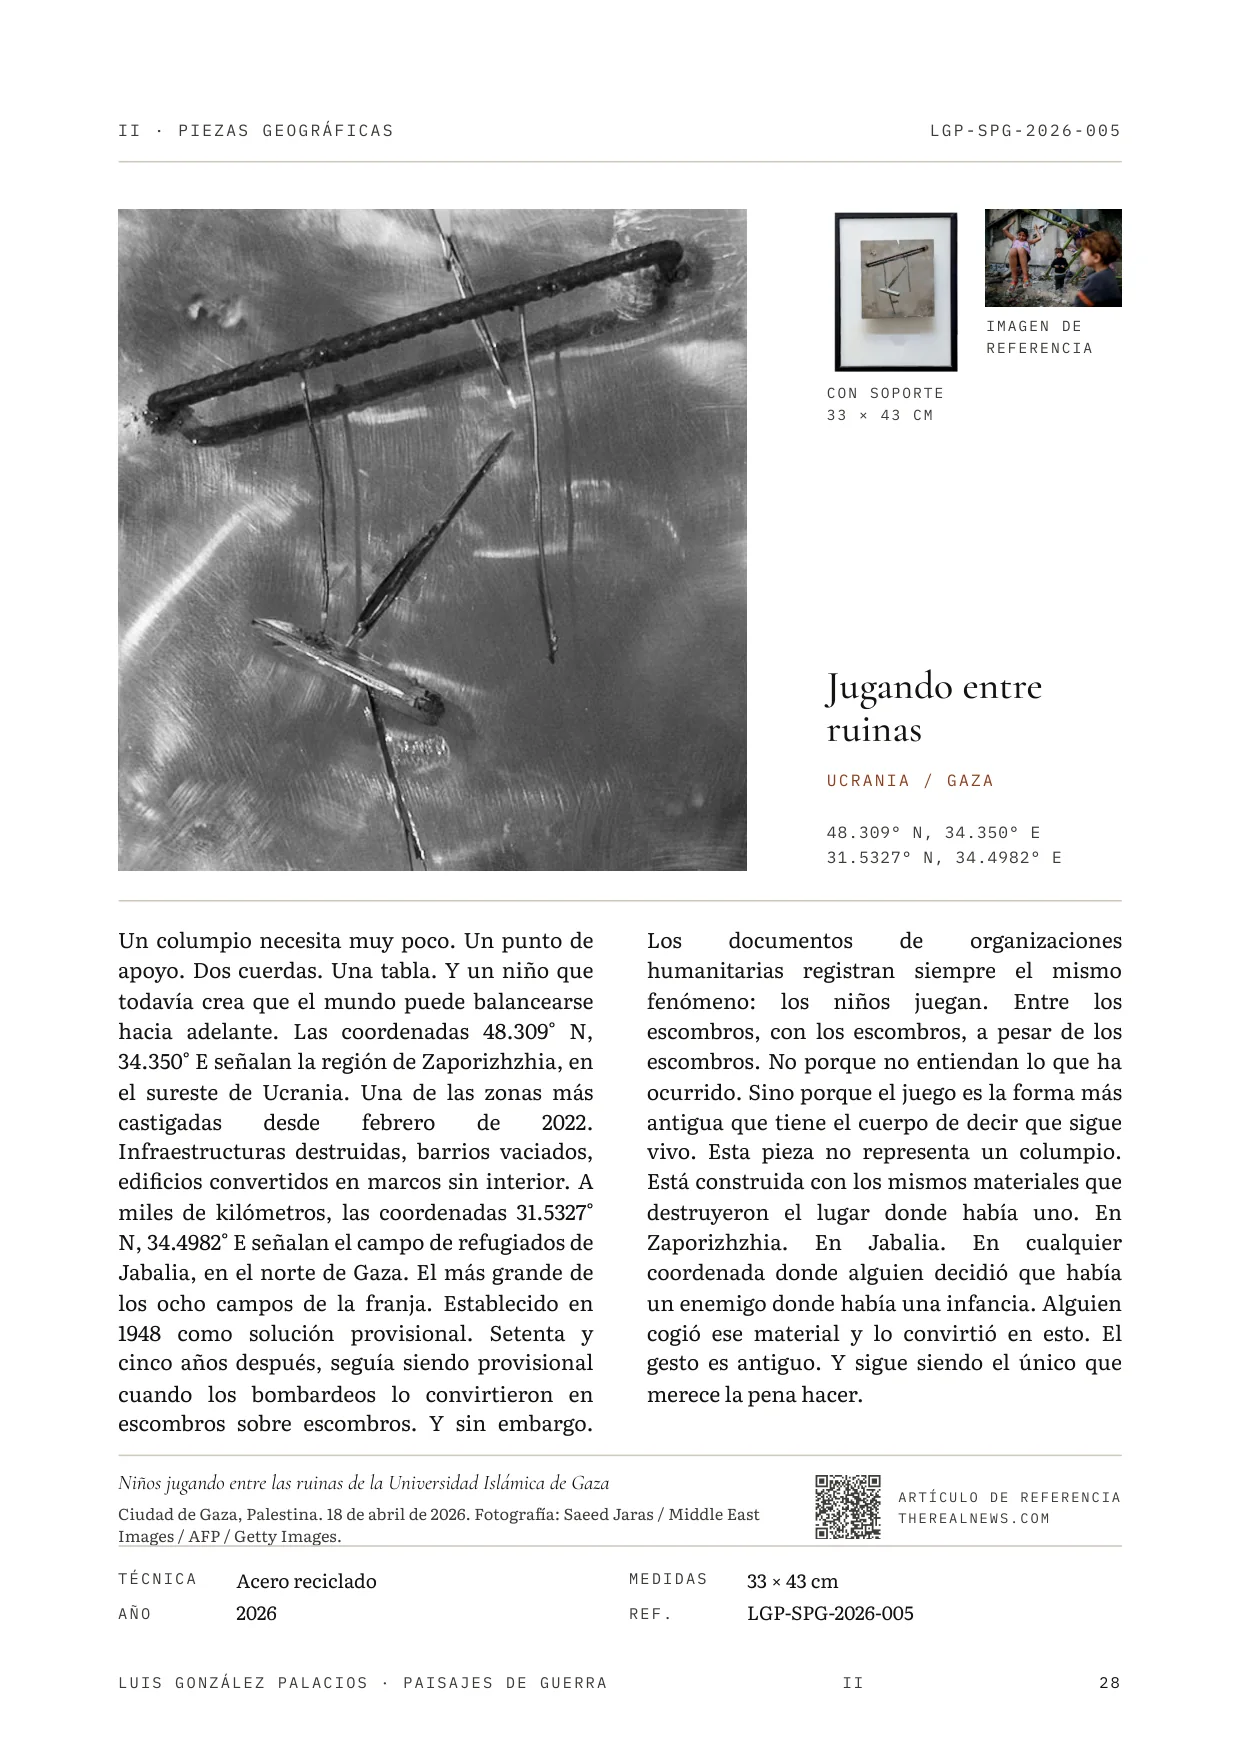 II · PIEZAS GEOGRÁFICAS
LGP-SPG-2026-005
CON SOPORTE
33 × 43 CM
IMAGEN DE
REFERENCIA
Jugando entre
ruinas
UCRANIA / GAZA
48.309° N, 34.350° E
31.5327° N, 34.4982° E
Un columpio necesita muy poco. Un punto de
apoyo. Dos cuerdas. Una tabla. Y un niño que
todavía crea que el mundo puede balancearse
hacia adelante. Las coordenadas 48.309° N,
34.350° E señalan la región de Zaporizhzhia, en
el sureste de Ucrania. Una de las zonas más
castigadas desde febrero de 2022.
Infraestructuras destruidas, barrios vaciados,
edificios convertidos en marcos sin interior. A
miles de kilómetros, las coordenadas 31.5327°
N, 34.4982° E señalan el campo de refugiados de
Jabalia, en el norte de Gaza. El más grande de
los ocho campos de la franja. Establecido en
1948 como solución provisional. Setenta y
cinco años después, seguía siendo provisional
cuando los bombardeos lo convirtieron en
escombros sobre escombros. Y sin embargo.
Los documentos de organizaciones
humanitarias registran siempre el mismo
fenómeno: los niños juegan. Entre los
escombros, con los escombros, a pesar de los
escombros. No porque no entiendan lo que ha
ocurrido. Sino porque el juego es la forma más
antigua que tiene el cuerpo de decir que sigue
vivo. Esta pieza no representa un columpio.
Está construida con los mismos materiales que
destruyeron el lugar donde había uno. En
Zaporizhzhia. En Jabalia. En cualquier
coordenada donde alguien decidió que había
un enemigo donde había una infancia. Alguien
cogió ese material y lo convirtió en esto. El
gesto es antiguo. Y sigue siendo el único que
merece la pena hacer.
Niños jugando entre las ruinas de la Universidad Islámica de Gaza
Ciudad de Gaza, Palestina. 18 de abril de 2026. Fotografía: Saeed Jaras / Middle East
Images / AFP / Getty Images.
ARTÍCULO DE REFERENCIA
THEREALNEWS.COM
TÉCNICA Acero reciclado
MEDIDAS 33 × 43 cm
AÑO 2026
REF. LGP-SPG-2026-005
LUIS GONZÁLEZ PALACIOS · PAISAJES DE GUERRA II 28